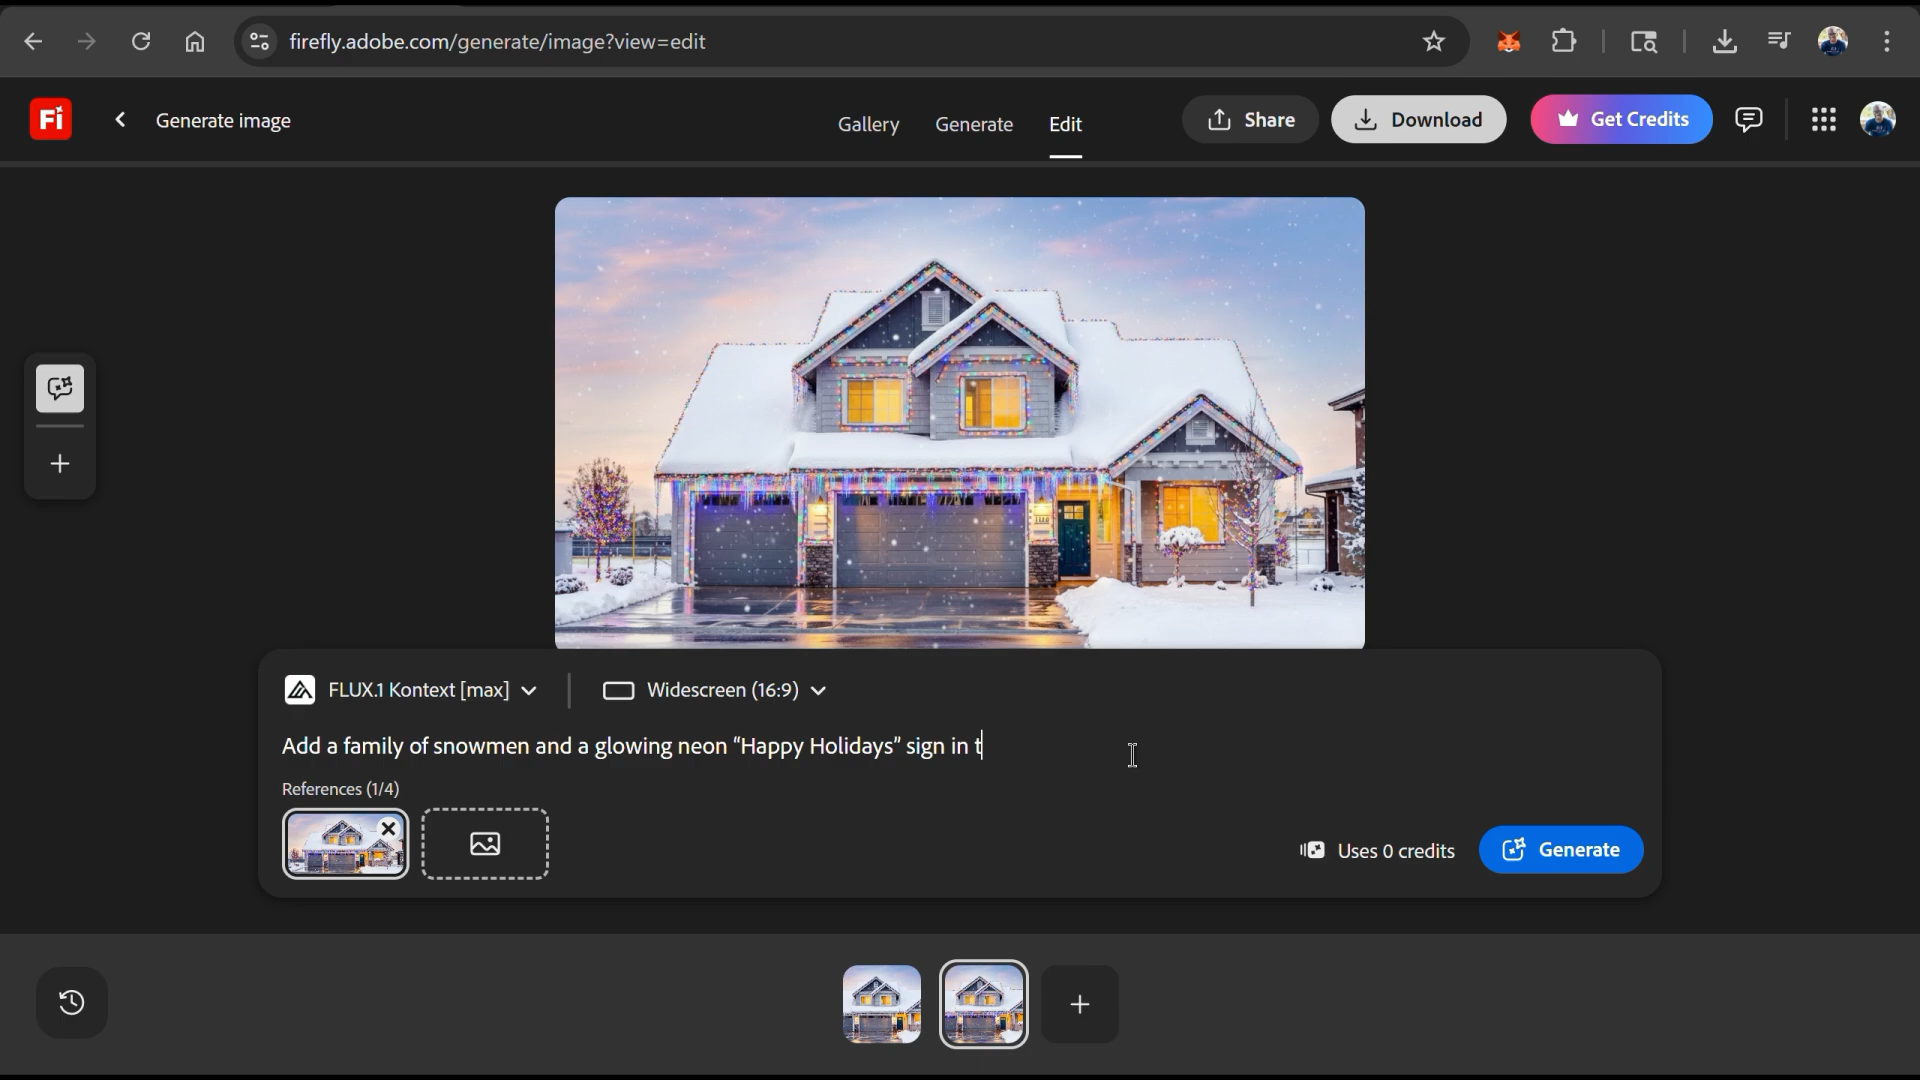 firefly.adobe.com/generate/image?view=edit
Fi
Generate image
Gallery
Generate
Edit
Share
Download
Get Credits
FLUX.1 Kontext [max]
Widescreen (16:9)
Add a family of snowmen and a glowing neon “Happy Holidays” sign in t
References (1/4)
Uses 0 credits
Generate